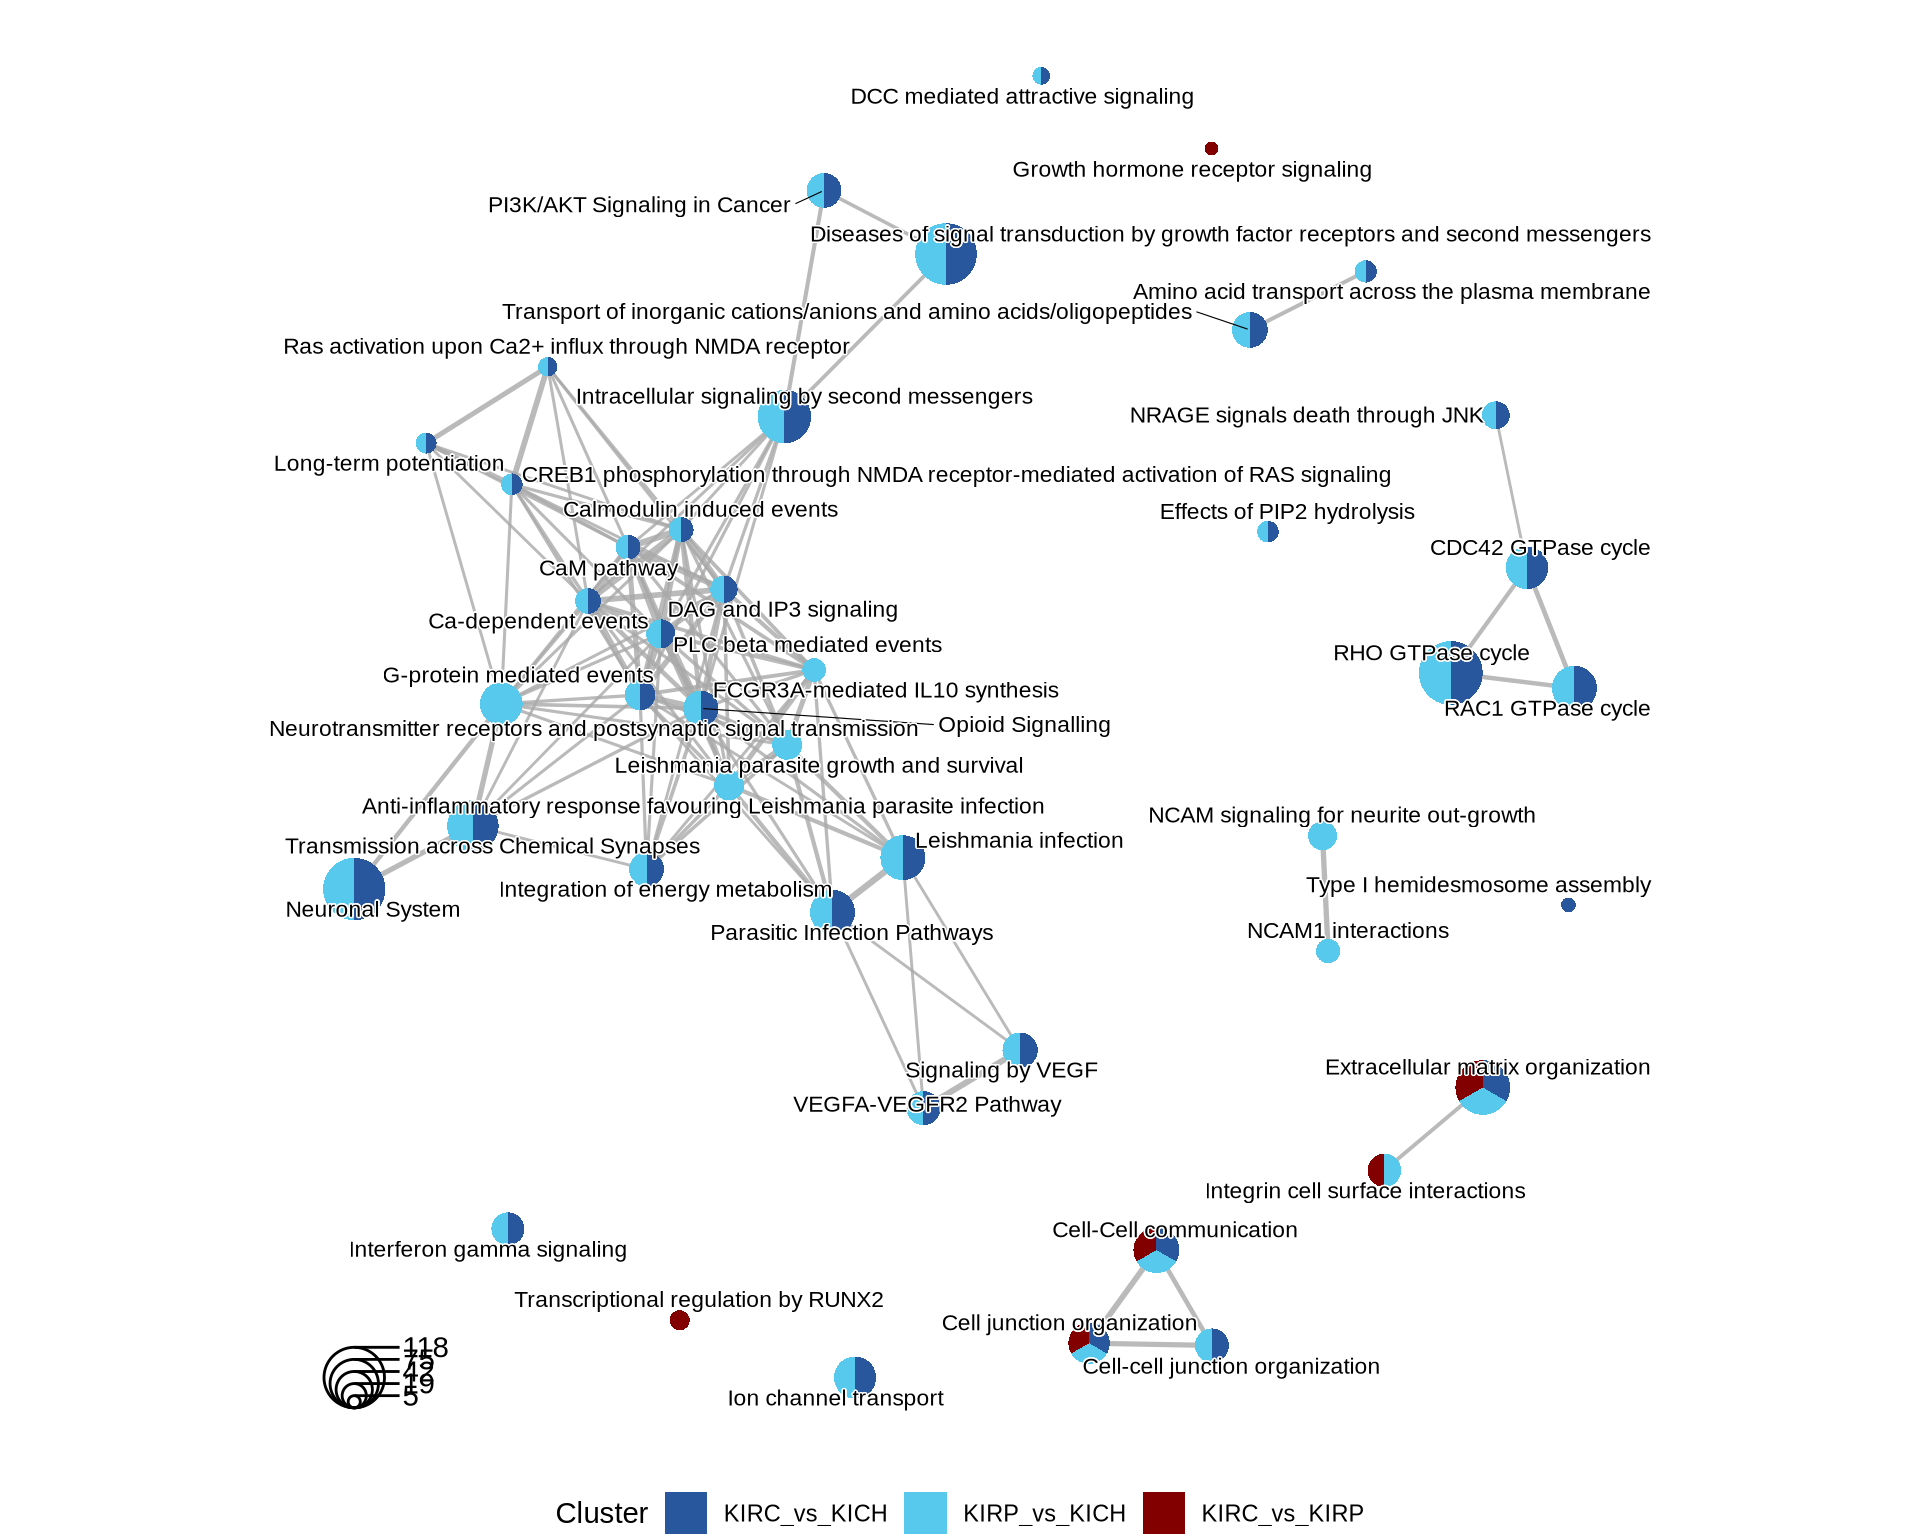 DCC mediated attractive signaling
Growth hormone receptor signaling
PI3K/AKT Signaling in Cancer
Diseases of signal transduction by growth factor receptors and second messengers
Amino acid transport across the plasma membrane
Transport of inorganic cations/anions and amino acids/oligopeptides
Ras activation upon Ca2+ influx through NMDA receptor
Intracellular signaling by second messengers
NRAGE signals death through JNK
Long-term potentiation
CREB1 phosphorylation through NMDA receptor-mediated activation of RAS signaling
Calmodulin induced events
Effects of PIP2 hydrolysis
CDC42 GTPase cycle
CaM pathway
DAG and IP3 signaling
Ca-dependent events
PLC beta mediated events
RHO GTPase cycle
G-protein mediated events
FCGR3A-mediated IL10 synthesis
RAC1 GTPase cycle
Opioid Signalling
Neurotransmitter receptors and postsynaptic signal transmission
Leishmania parasite growth and survival
Anti-inflammatory response favouring Leishmania parasite infection
NCAM signaling for neurite out-growth
Leishmania infection
Transmission across Chemical Synapses
Type I hemidesmosome assembly
Integration of energy metabolism
Neuronal System
NCAM1 interactions
Parasitic Infection Pathways
Extracellular matrix organization
Signaling by VEGF
VEGFA-VEGFR2 Pathway
Integrin cell surface interactions
Cell-Cell communication
Interferon gamma signaling
Transcriptional regulation by RUNX2
Cell junction organization
Cell-cell junction organization
Ion channel transport
118
75
19
5
Cluster KIRC_vs_KICH KIRP_vs_KICH KIRC_vs_KIRP